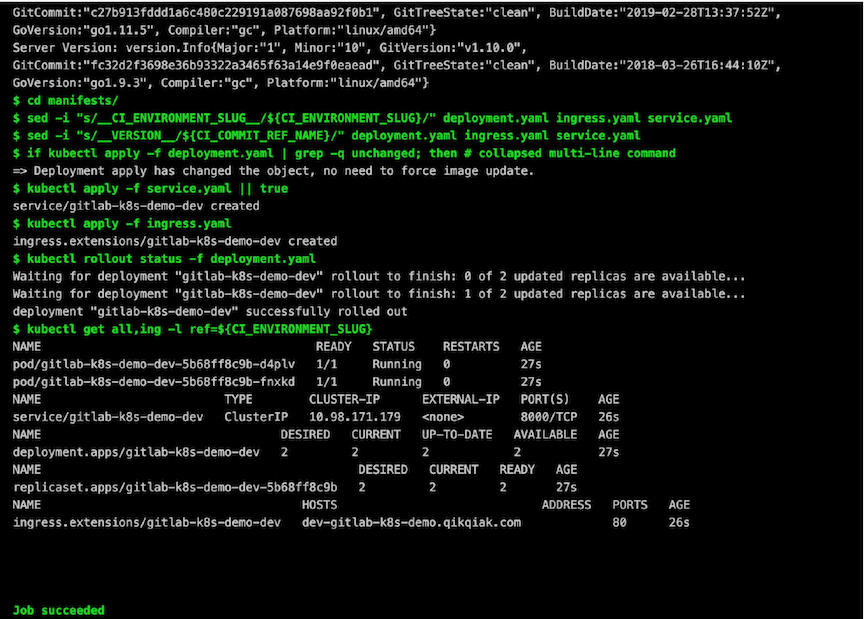 GitCommit:"c27b913fddd1a6c480c229191a087698aa92f0b1", GitTreeState:"clean", BuildDate:"2019-02-28T13:37:52Z",
GoVersion:"go1.11.5", Compiler:"gc", Platform:"linux/amd64"}
Server Version: version.Info{Major:"1", Minor:"10", GitVersion:"v1.10.0",
GitCommit:"fc32d2f3698e36b93322a3465f63a14e9f0eaead", GitTreeState:"clean", BuildDate:"2018-03-26T16:44:10Z",
GoVersion:"go1.9.3", Compiler:"gc", Platform:"linux/amd64"}
$ cd manifests/
$ sed -i "s/__CI_ENVIRONMENT_SLUG__/${CI_ENVIRONMENT_SLUG}/" deployment.yaml ingress.yaml service.yaml
$ sed -i "s/__VERSION__/${CI_COMMIT_REF_NAME}/" deployment.yaml ingress.yaml service.yaml
$ if kubectl apply -f deployment.yaml | grep -q unchanged; then # collapsed multi-line command
=> Deployment apply has changed the object, no need to force image update.
$ kubectl apply -f service.yaml || true
service/gitlab-k8s-demo-dev created
$ kubectl apply -f ingress.yaml
ingress.extensions/gitlab-k8s-demo-dev created
$ kubectl rollout status -f deployment.yaml
Waiting for deployment "gitlab-k8s-demo-dev" rollout to finish: 0 of 2 updated replicas are available...
Waiting for deployment "gitlab-k8s-demo-dev" rollout to finish: 1 of 2 updated replicas are available...
deployment "gitlab-k8s-demo-dev" successfully rolled out
$ kubectl get all,ing -l ref=${CI_ENVIRONMENT_SLUG}
NAME READY STATUS RESTARTS AGE
pod/gitlab-k8s-demo-dev-5b68ff8c9b-d4plv 1/1 Running 0 27s
pod/gitlab-k8s-demo-dev-5b68ff8c9b-fnxkd 1/1 Running 0 27s
NAME TYPE CLUSTER-IP EXTERNAL-IP PORT(S) AGE
service/gitlab-k8s-demo-dev ClusterIP 10.98.171.179 <none> 8000/TCP 26s
NAME DESIRED CURRENT UP-TO-DATE AVAILABLE AGE
deployment.apps/gitlab-k8s-demo-dev 2 2 2 2 27s
NAME DESIRED CURRENT READY AGE
replicaset.apps/gitlab-k8s-demo-dev-5b68ff8c9b 2 2 2 27s
NAME HOSTS ADDRESS PORTS AGE
ingress.extensions/gitlab-k8s-demo-dev dev-gitlab-k8s-demo.qikqiak.com 80 26s
Job succeeded